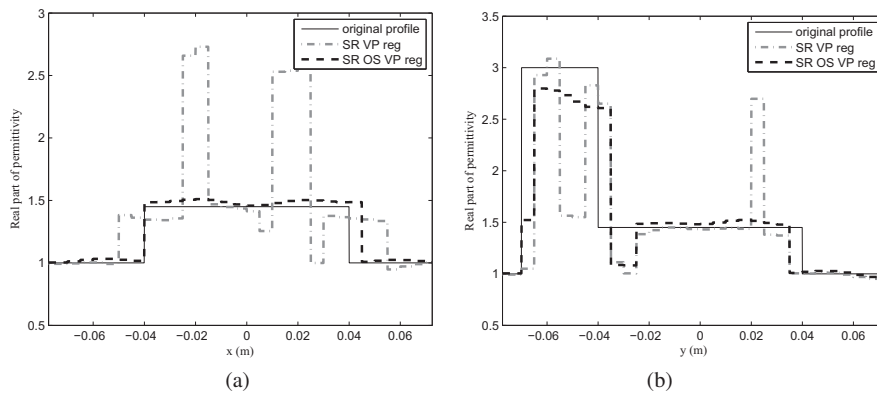 3
original profile
SR VP reg
SR OS VP reg
2.5
2
1.5
1
0.5
Real part of permittivity
−0.06 −0.04 −0.02 0 0.02 0.04 0.06
x (m)
(a)
3.5
original profile
SR VP reg
SR OS VP reg
3
2.5
2
1.5
1
0.5
Real part of permittivity
−0.06 −0.04 −0.02 0 0.02 0.04 0.06
y (m)
(b)